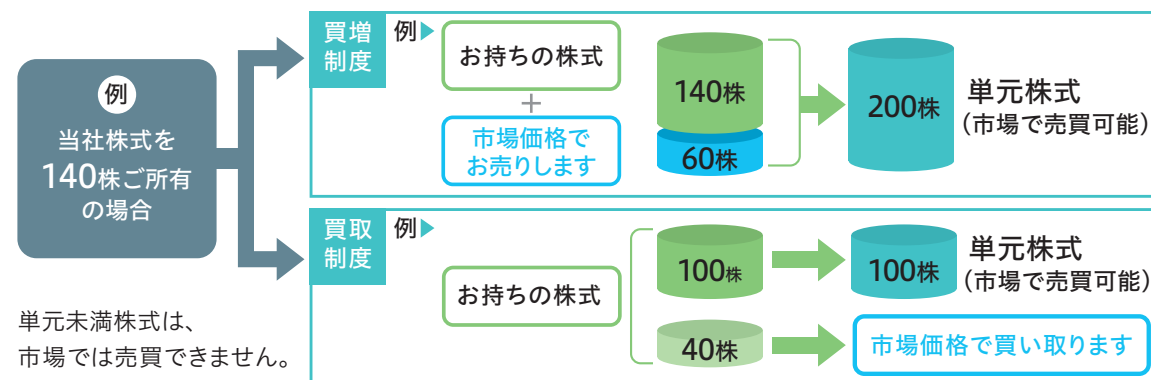 例
当社株式を
140株ご所有
の場合
単元未満株式は、
市場では売買できません。
買増
制度
例
お持ちの株式
+
市場価格で
お売りします
140株
60株
200株
単元株式
(市場で売買可能)
買取
制度
例
お持ちの株式
100株
100株
単元株式
(市場で売買可能)
40株
市場価格で買い取ります